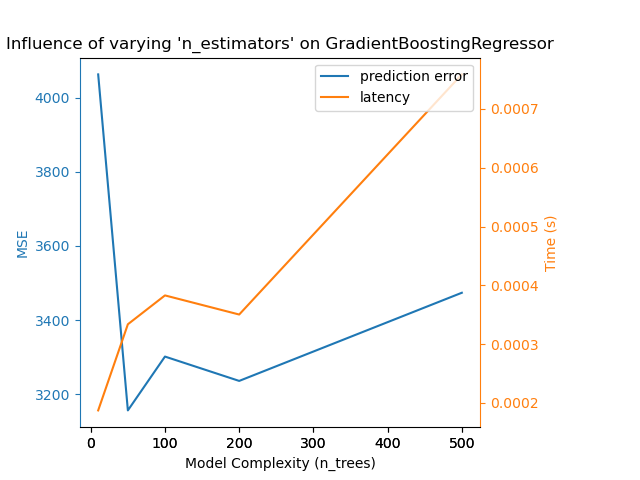 Influence of varying 'n_estimators' on GradientBoostingRegressor
prediction error
latency
4000
3800
3600
3400
3200
MSE
0.0007
0.0006
0.0005
0.0004
0.0003
0.0002
Time (s)
0 100 200 300 400 500
Model Complexity (n_trees)